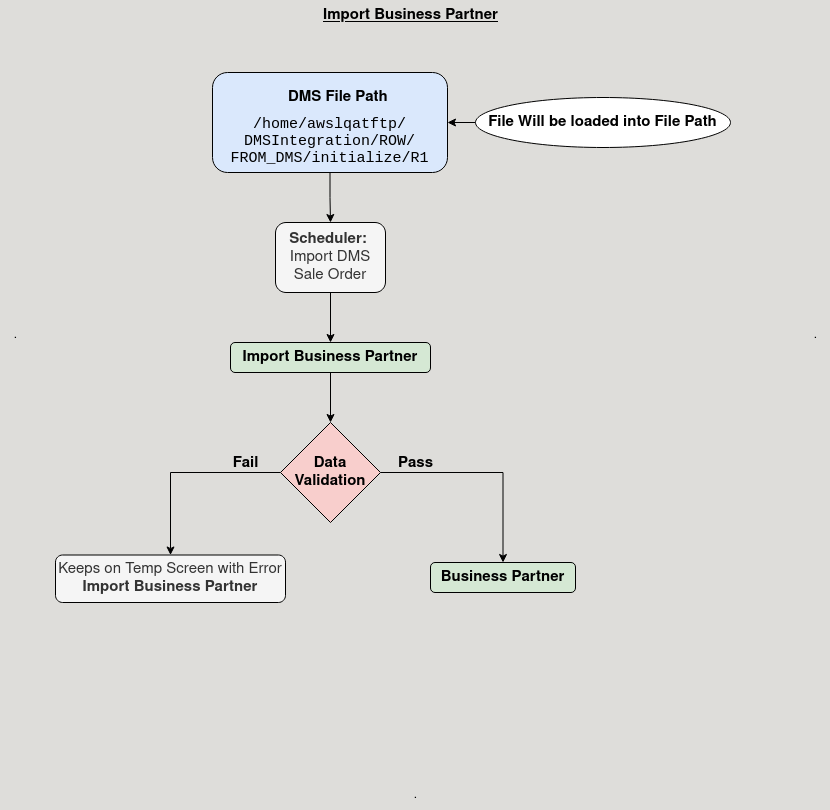 Import Business Partner
DMS File Path
/home/awslqatftp/
DMSIntegration/ROW/
FROM_DMS/initialize/R1
File Will be loaded into File Path
Scheduler:
Import DMS
Sale Order
Import Business Partner
Data
Validation
Fail
Pass
Keeps on Temp Screen with Error
Import Business Partner
Business Partner